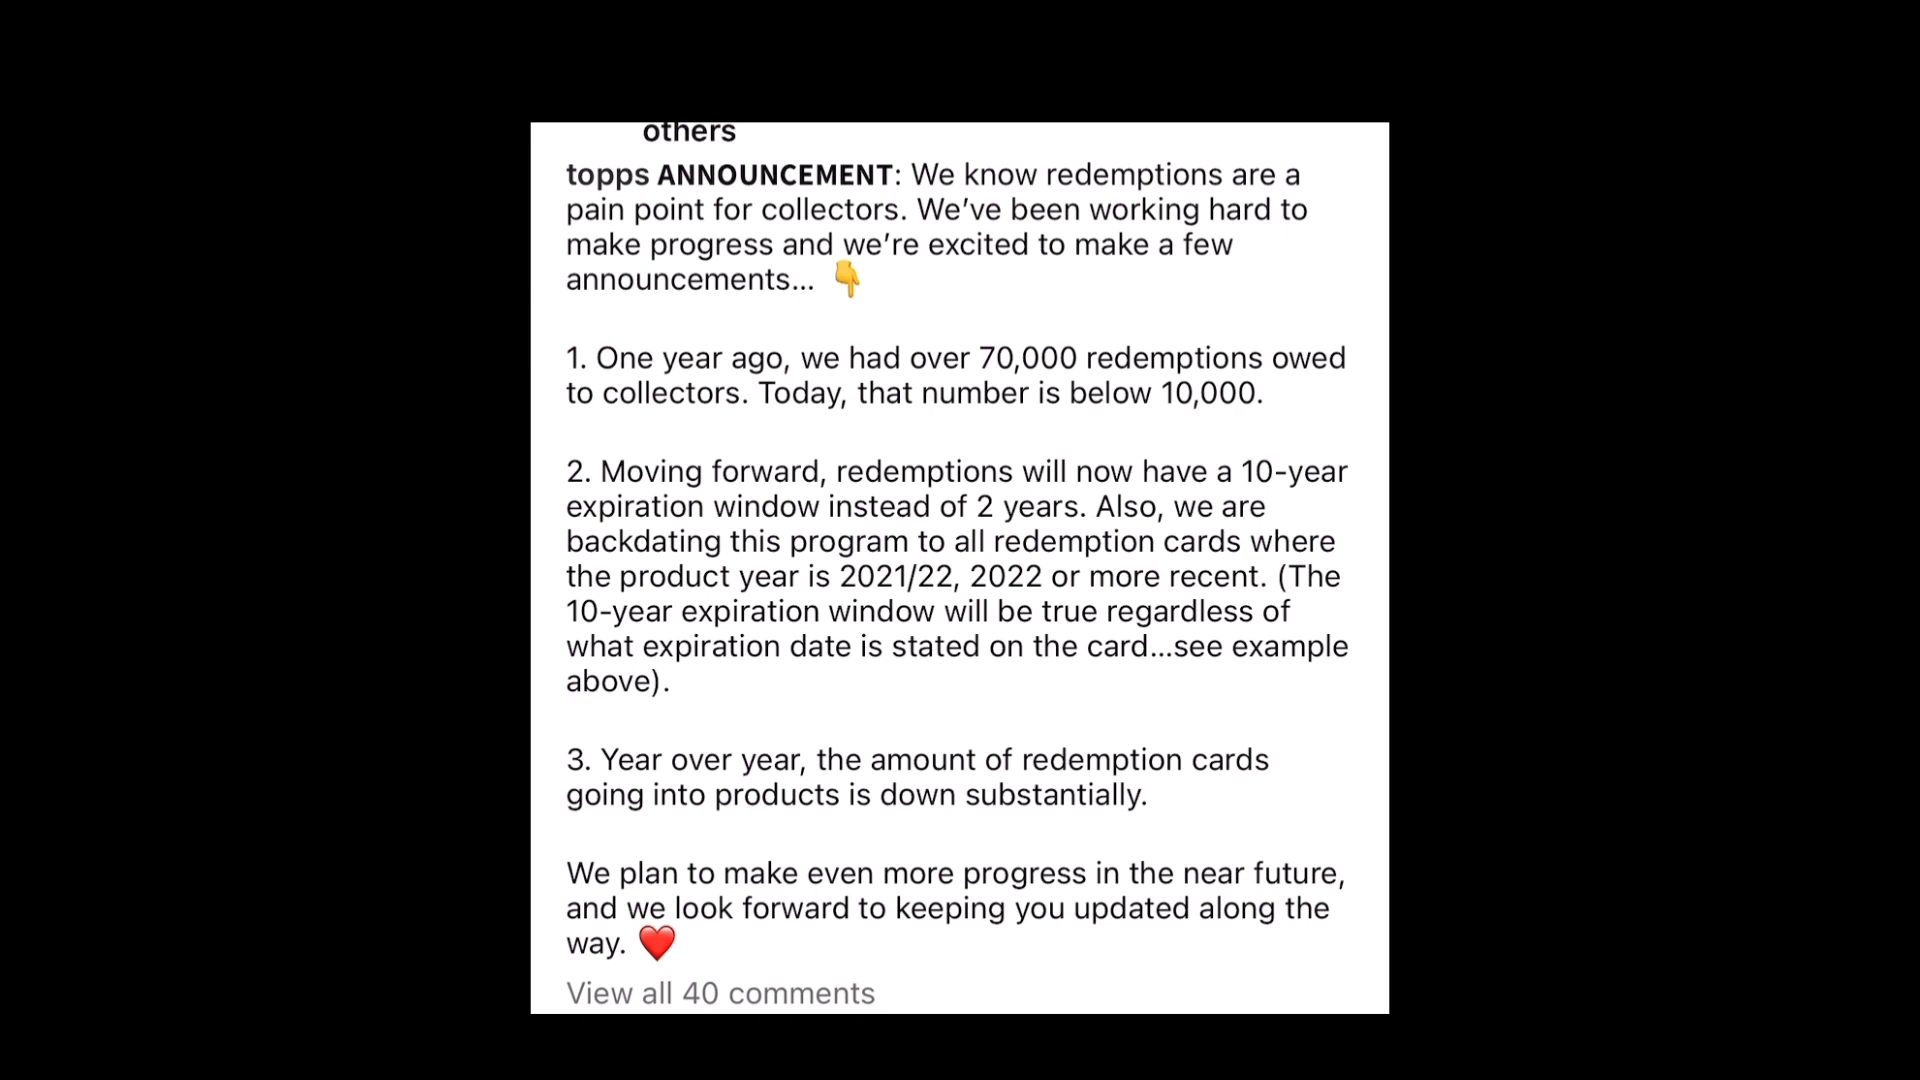 others
topps ANNOUNCEMENT: We know redemptions are a
pain point for collectors. We’ve been working hard to
make progress and we’re excited to make a few
announcements... 👇
1. One year ago, we had over 70,000 redemptions owed
to collectors. Today, that number is below 10,000.
2. Moving forward, redemptions will now have a 10-year
expiration window instead of 2 years. Also, we are
backdating this program to all redemption cards where
the product year is 2021/22, 2022 or more recent. (The
10-year expiration window will be true regardless of
what expiration date is stated on the card...see example
above).
3. Year over year, the amount of redemption cards
going into products is down substantially.
We plan to make even more progress in the near future,
and we look forward to keeping you updated along the
way. ❤️
View all 40 comments